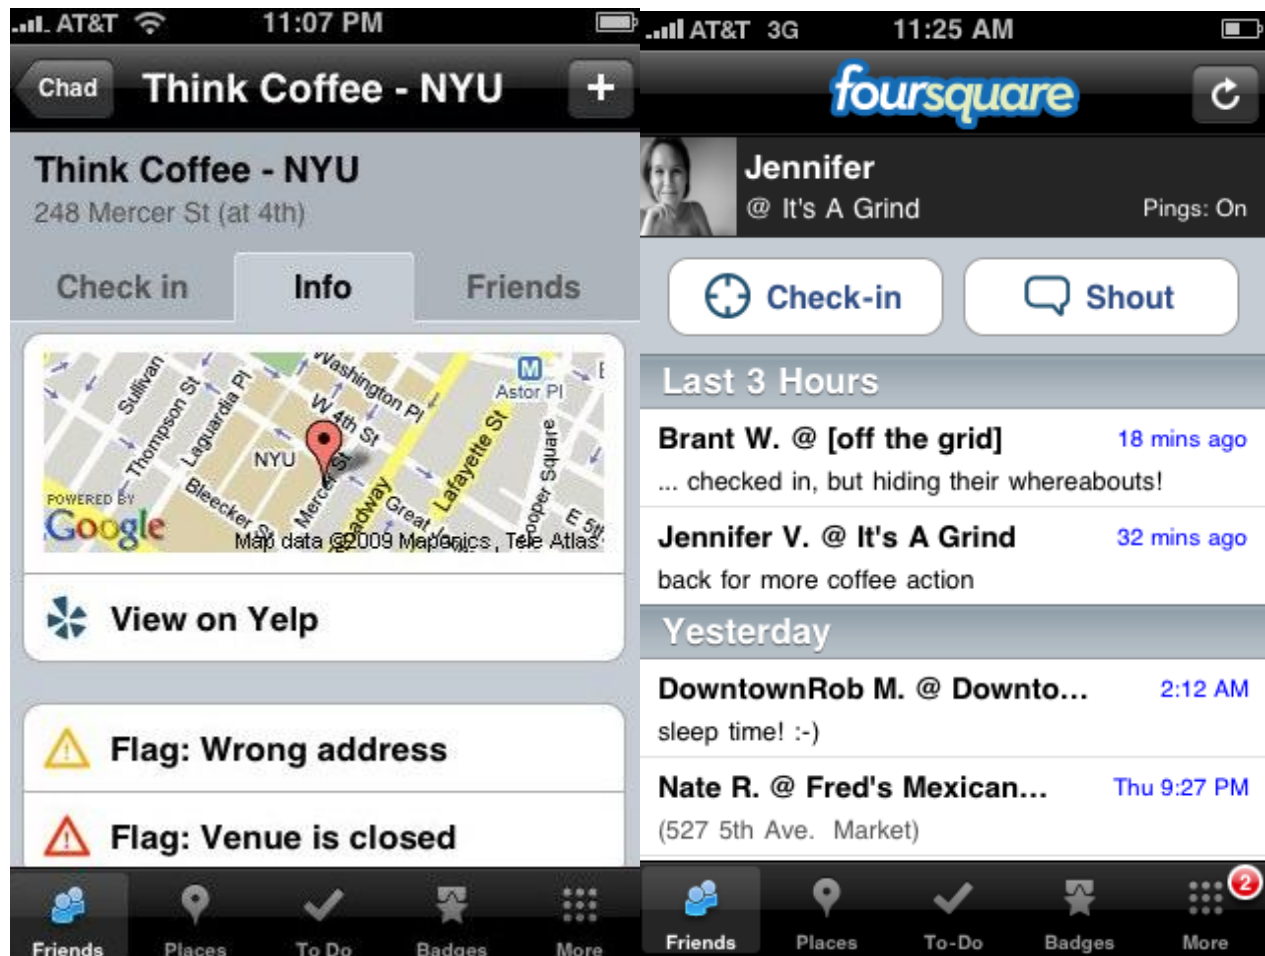 AT&T 11:07 PM
Chad Think Coffee - NYU +
Think Coffee - NYU
248 Mercer St (at 4th)
Check in Info Friends
Sullivan
Thompson St
Laguardia Pl
Washington Pl
W 4th St
M
Astor Pl
E
NYU
Mercer St
Lafayette St
Cooper Square
Bleecker St
Great
E 5th
POWERED BY
Google
Map data ©2009 Maponics, Tele Atlas
View on Yelp
Flag: Wrong address
Flag: Venue is closed
Friends Places To Do Badges More
AT&T 3G 11:25 AM
foursquare
Jennifer
@ It's A Grind Pings: On
Check-in Shout
Last 3 Hours
Brant W. @ [off the grid] 18 mins ago
... checked in, but hiding their whereabouts!
Jennifer V. @ It's A Grind 32 mins ago
back for more coffee action
Yesterday
DowntownRob M. @ Downto... 2:12 AM
sleep time! :-)
Nate R. @ Fred's Mexican... Thu 9:27 PM
(527 5th Ave. Market)
2
Friends Places To-Do Badges More